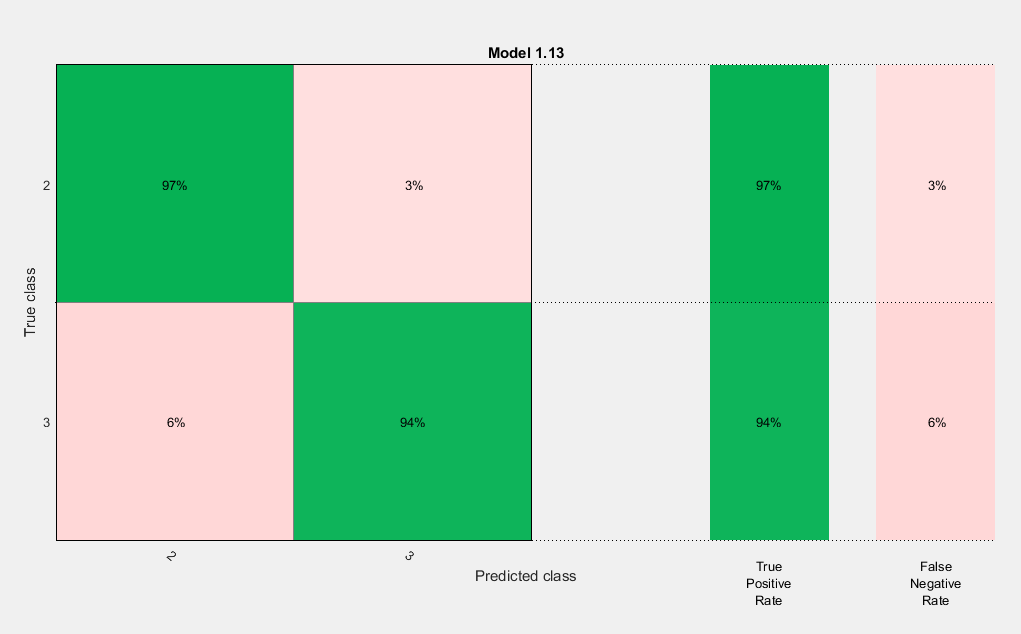 Model 1.13
2
97%
3%
97%
3%
True class
3
6%
94%
94%
6%
2
3
Predicted class
True
Positive
Rate
False
Negative
Rate